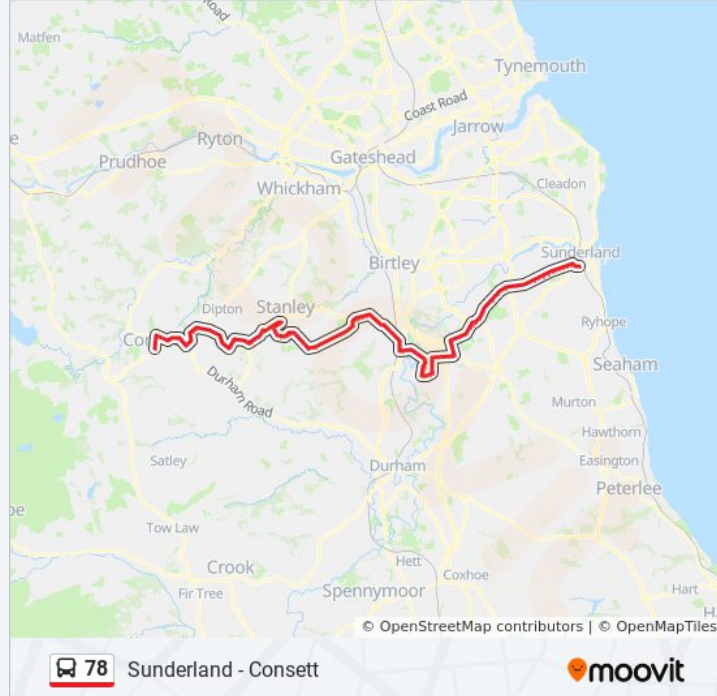 Road
Matfen
Tynemouth
Coast Road
Jarrow
Ryton
Prudhoe
Gateshead
Whickham
Cleadon
Sunderland
Birtley
Dipton
Stanley
Ryhope
Con
Seaham
Durham Road
Murton
Hawthorn
Satley
Durham
Easington
Peterlee
pe
Tow Law
Crook
Hett
Fir Tree
Coxhoe
Hart
Spennymoor
H
© OpenStreetMap contributors | © OpenMapTiles
78 Sunderland - Consett
moovit